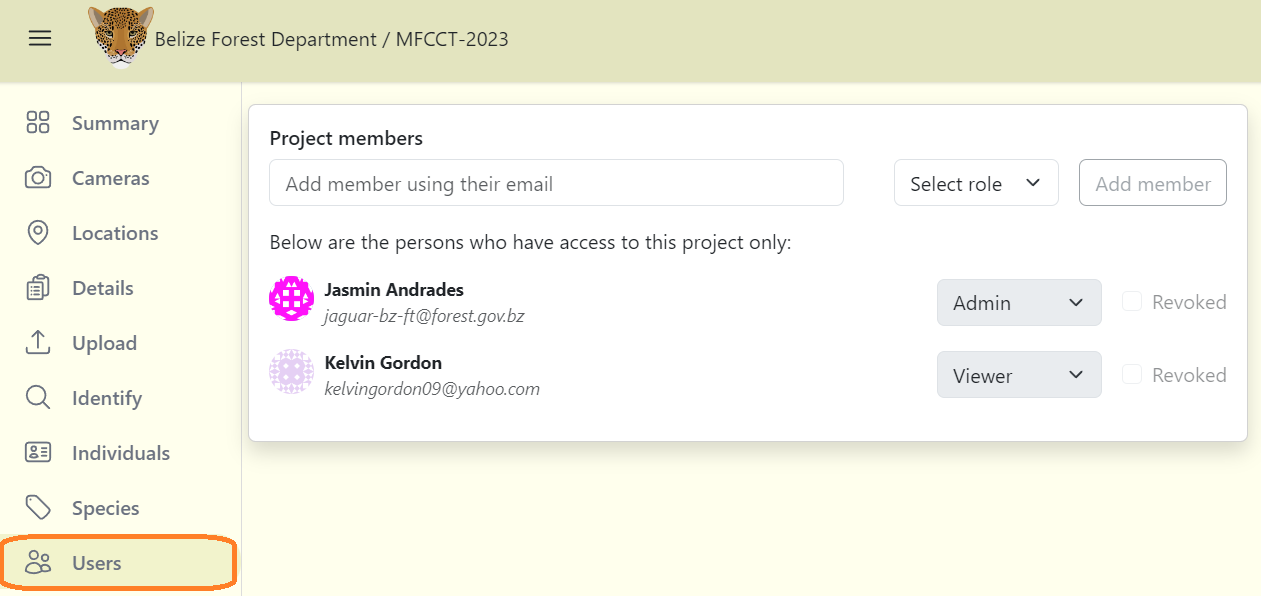 Belize Forest Department / MFCCT-2023
Summary
Cameras
Locations
Details
Upload
Identify
Individuals
Species
Users
Project members
Add member using their email
Select role
Add member
Below are the persons who have access to this project only:
Jasmin Andrades
jaguar-bz-ft@forest.gov.bz
Admin
Revoked
Kelvin Gordon
kelvingordon09@yahoo.com
Viewer
Revoked